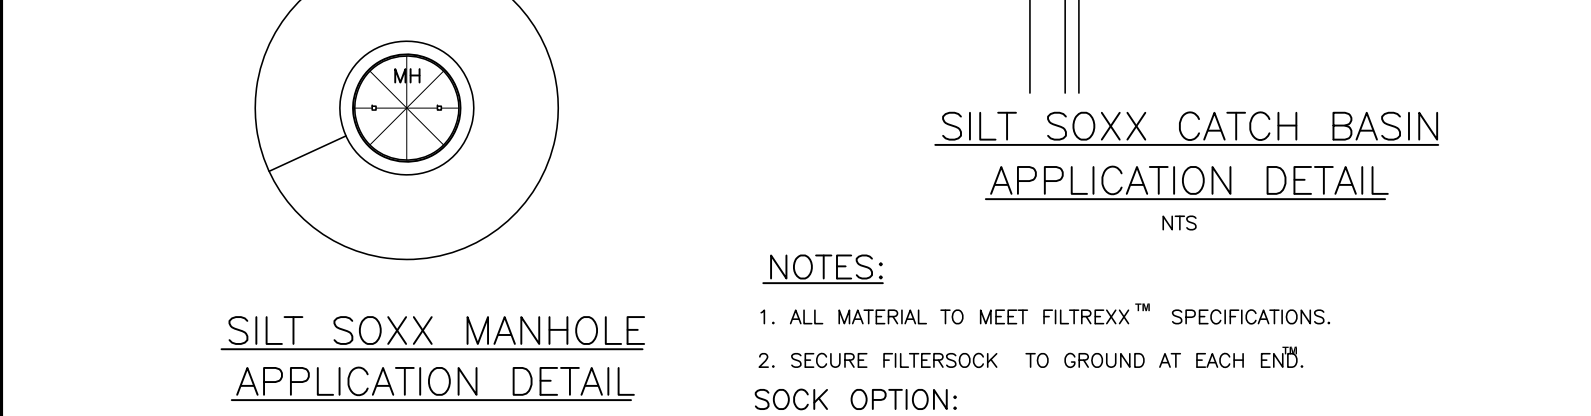 MH
SILT SOXX MANHOLE
APPLICATION DETAIL
SILT SOXX CATCH BASIN
APPLICATION DETAIL
NTS
NOTES:
1. ALL MATERIAL TO MEET FILTREXX™ SPECIFICATIONS.
2. SECURE FILTERSOCK TO GROUND AT EACH END.™
SOCK OPTION: